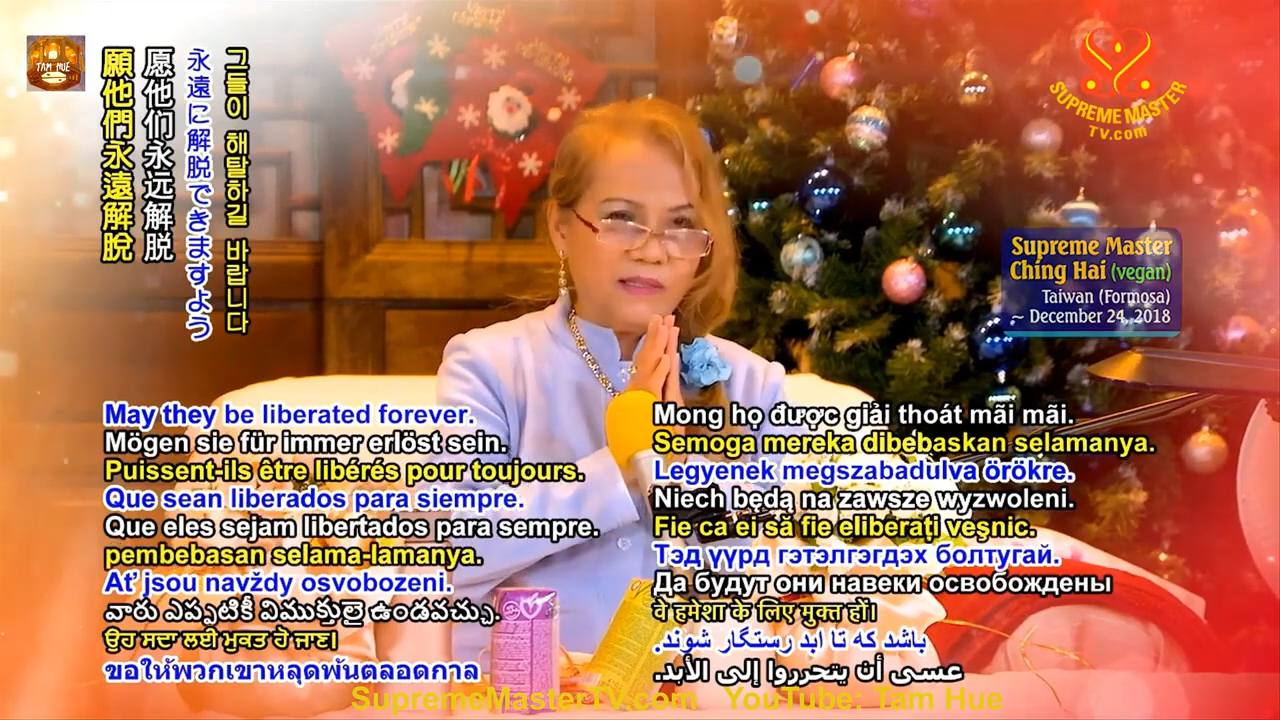 TAM HUE
願他們永遠解脫
愿他们永远解脱
永遠に解脱できますよう
그들이 해탈하길 바랍니다
SUPREME MASTER
TV.com
Supreme Master
Ching Hai (vegan)
Taiwan (Formosa)
~ December 24, 2018
May they be liberated forever.
Mögen sie für immer erlöst sein.
Puissent-ils être libérés pour toujours.
Que sean liberados para siempre.
Que eles sejam libertados para sempre.
pembebasan selama-lamanya.
Ať jsou navždy osvobozeni.
వారు ఎప్పటికీ విముక్తులై ఉండవచ్చు.
ਉਹ ਸਦਾ ਲਈ ਮੁਕਤ ਹੋ ਜਾਣ।
ขอให้พวกเขาหลุดพ้นตลอดกาล
Mong họ được giải thoát mãi mãi.
Semoga mereka dibebaskan selamanya.
Legyenek megszabadulva örökre.
Niech będą na zawsze wyzwoleni.
Fie ca ei să fie eliberați veşnic.
Тэд үүрд гэтэлгэгдэх болтугай.
Да будут они навеки освобождены
वे हमेशा के लिए मुक्त हों।
باشد که تا ابد رستگار شوند.
عسى أن يتحرروا إلى الأبد.
SupremeMasterTV.com YouTube: Tam Hue